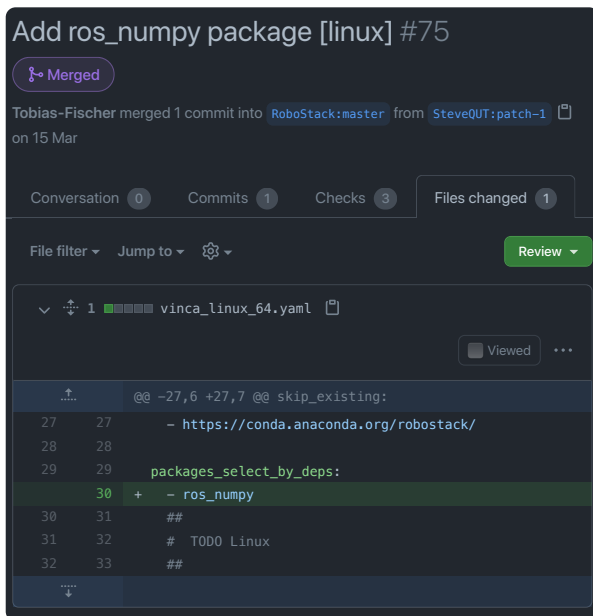 Add ros_numpy package [linux] #75
Merged
Tobias-Fischer merged 1 commit into RoboStack:master from SteveQUT:patch-1
on 15 Mar
Conversation 0 Commits 1 Checks 3 Files changed 1
File filter Jump to Review
1 vinca_linux_64.yaml
Viewed ...
@@ -27,6 +27,7 @@ skip_existing:
27 27 - https://conda.anaconda.org/robostack/
28 28
29 29 packages_select_by_deps:
30 + - ros_numpy
30 31 ##
31 32 # TODO Linux
32 33 ##